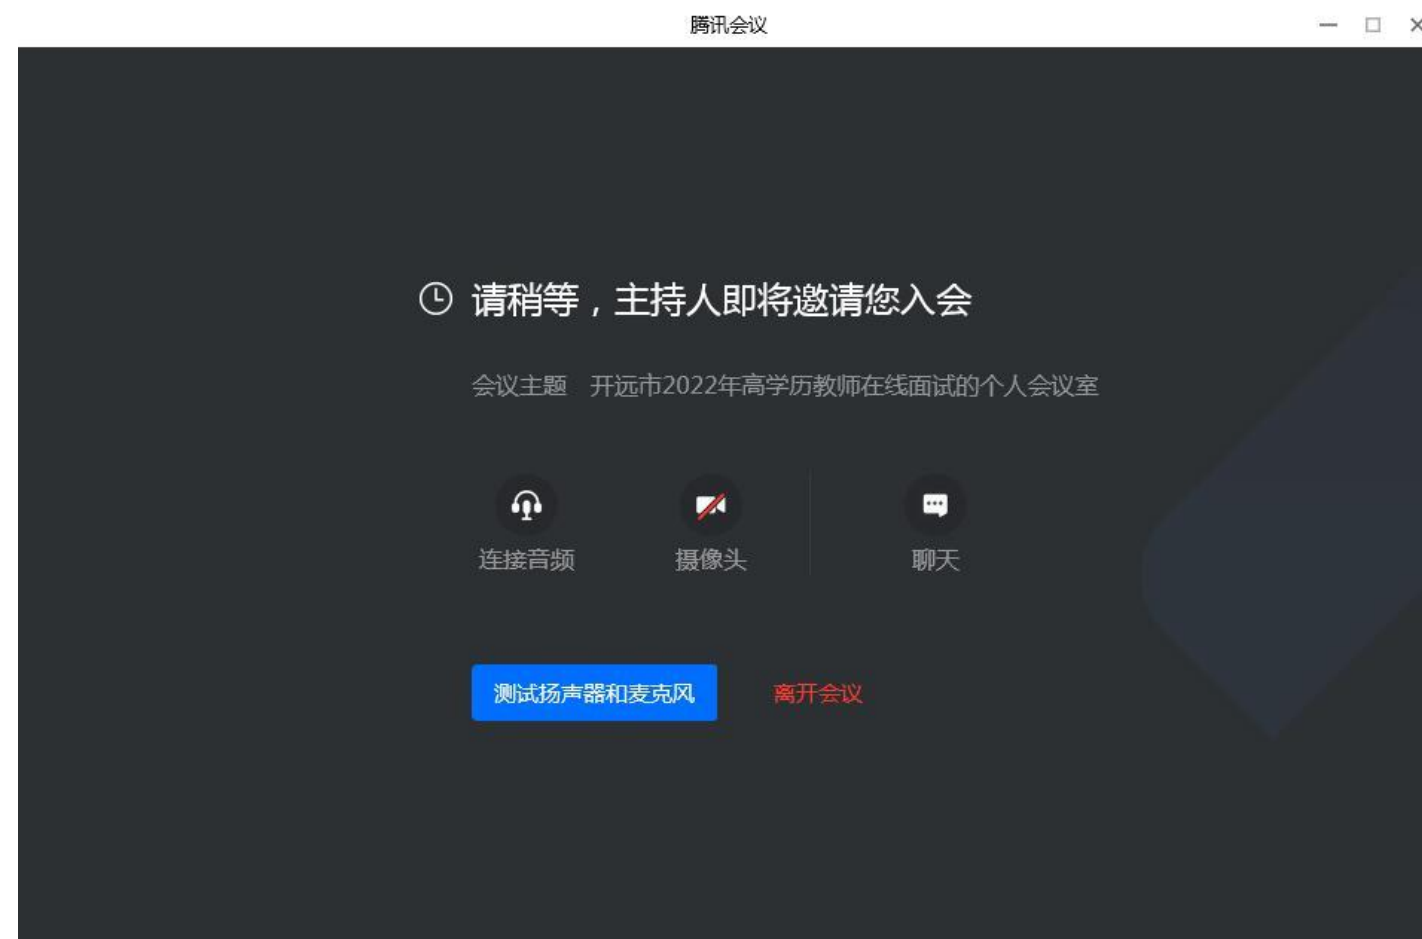 腾讯会议
请稍等，主持人即将邀请您入会
会议主题 开远市2022年高学历教师在线面试的个人会议室
连接音频 摄像头 聊天
测试扬声器和麦克风 离开会议